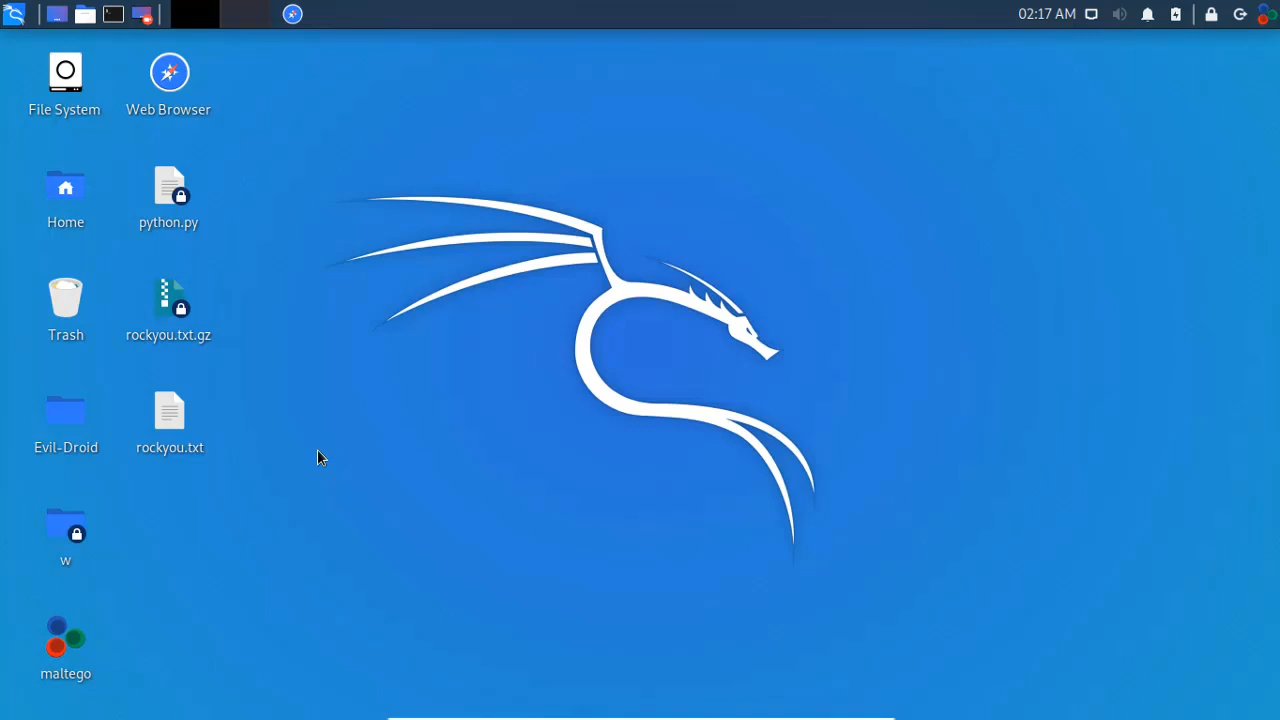 02:17 AM
File System
Web Browser
Home
python.py
Trash
rockyou.txt.gz
Evil-Droid
rockyou.txt
w
maltego